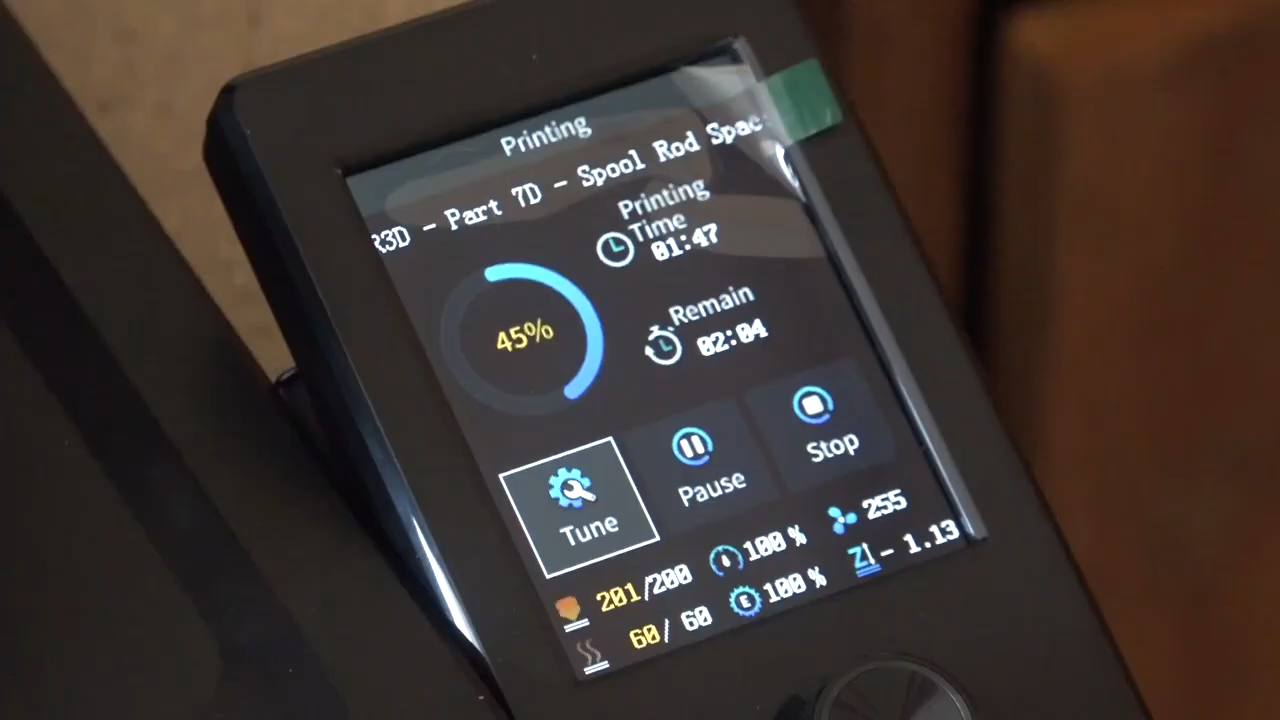 Printing
R3D - Part 7D - Spool Rod Spac
Printing
Time
01:47
45%
Remain
02:04
Tune
Pause
Stop
201/200
100 %
255
60/ 60
E
100 %
Z - 1.13